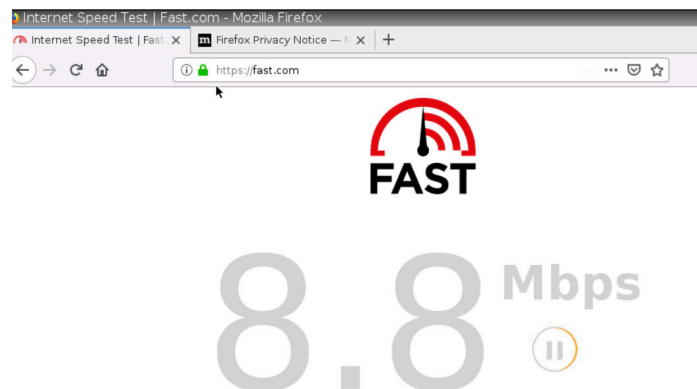 Internet Speed Test | Fast.com - Mozilla Firefox
Internet Speed Test | Fast
m Firefox Privacy Notice —
https://fast.com
FAST
8.8 Mbps